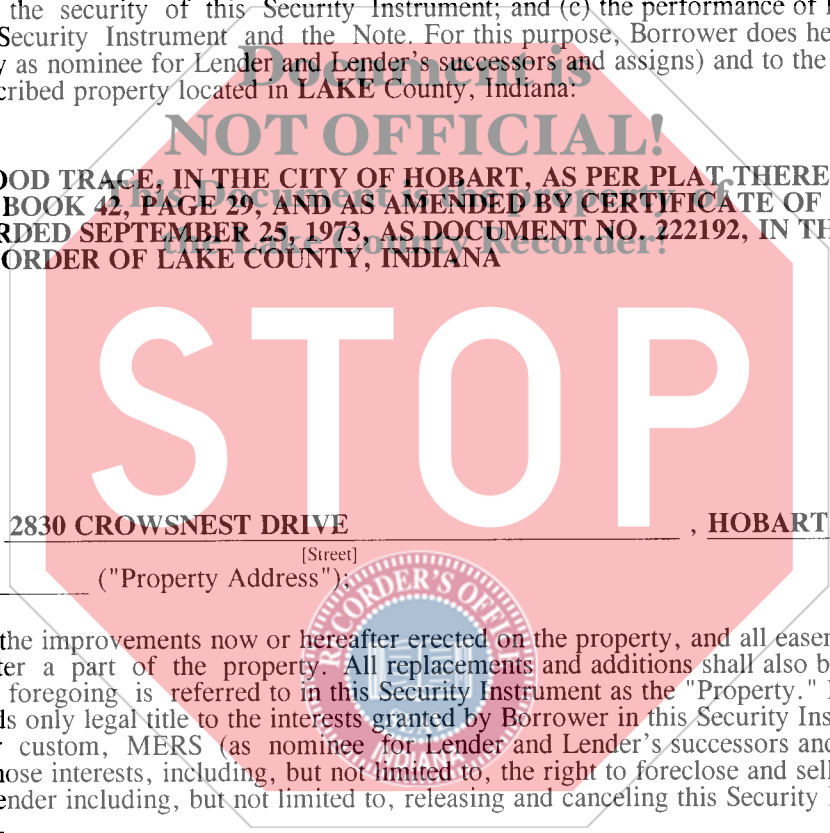 the security of this Security Instrument; and (c) the performance of
Security Instrument and the Note. For this purpose, Borrower does he
y as nominee for Lender and Lender's successors and assigns) and to the
cribed property located in LAKE County, Indiana:
Document is
NOT OFFICIAL!
This Document is the property of
the Lake County Recorder!
OOD TRACE, IN THE CITY OF HOBART, AS PER PLAT THERE
BOOK 42, PAGE 29, AND AS AMENDED BY CERTIFICATE OF
RDED SEPTEMBER 25, 1973, AS DOCUMENT NO. 222192, IN TH
ORDER OF LAKE COUNTY, INDIANA
STOP
2830 CROWSNEST DRIVE , HOBART
[Street]
("Property Address");
RECORDER'S OFFICE
INDIANA
the improvements now or hereafter erected on the property, and all easem
ter a part of the property. All replacements and additions shall also b
foregoing is referred to in this Security Instrument as the "Property."
ds only legal title to the interests granted by Borrower in this Security Ins
r custom, MERS (as nominee for Lender and Lender's successors and
hose interests, including, but not limited to, the right to foreclose and sell
ender including, but not limited to, releasing and canceling this Security